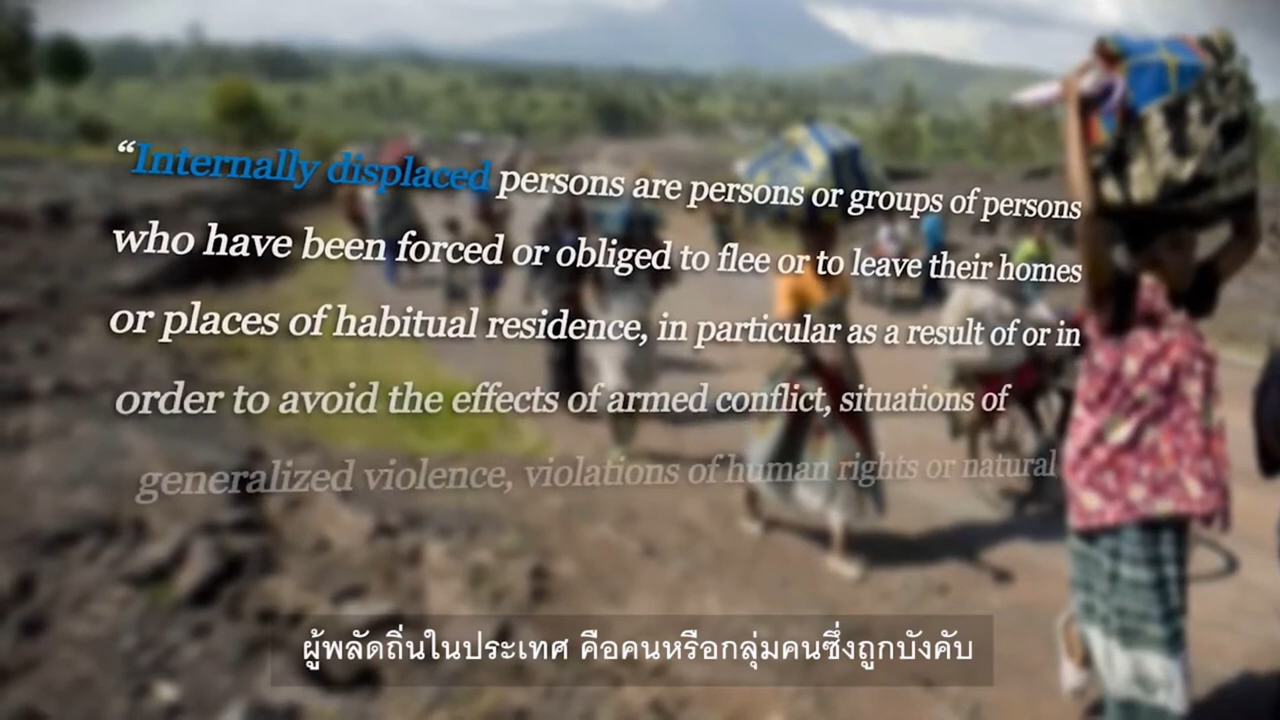 “Internally displaced persons are persons or groups of persons
who have been forced or obliged to flee or to leave their homes
or places of habitual residence, in particular as a result of or in
order to avoid the effects of armed conflict, situations of
generalized violence, violations of human rights or natural
ผู้พลัดถิ่นในประเทศ คือคนหรือกลุ่มคนซึ่งถูกบังคับ